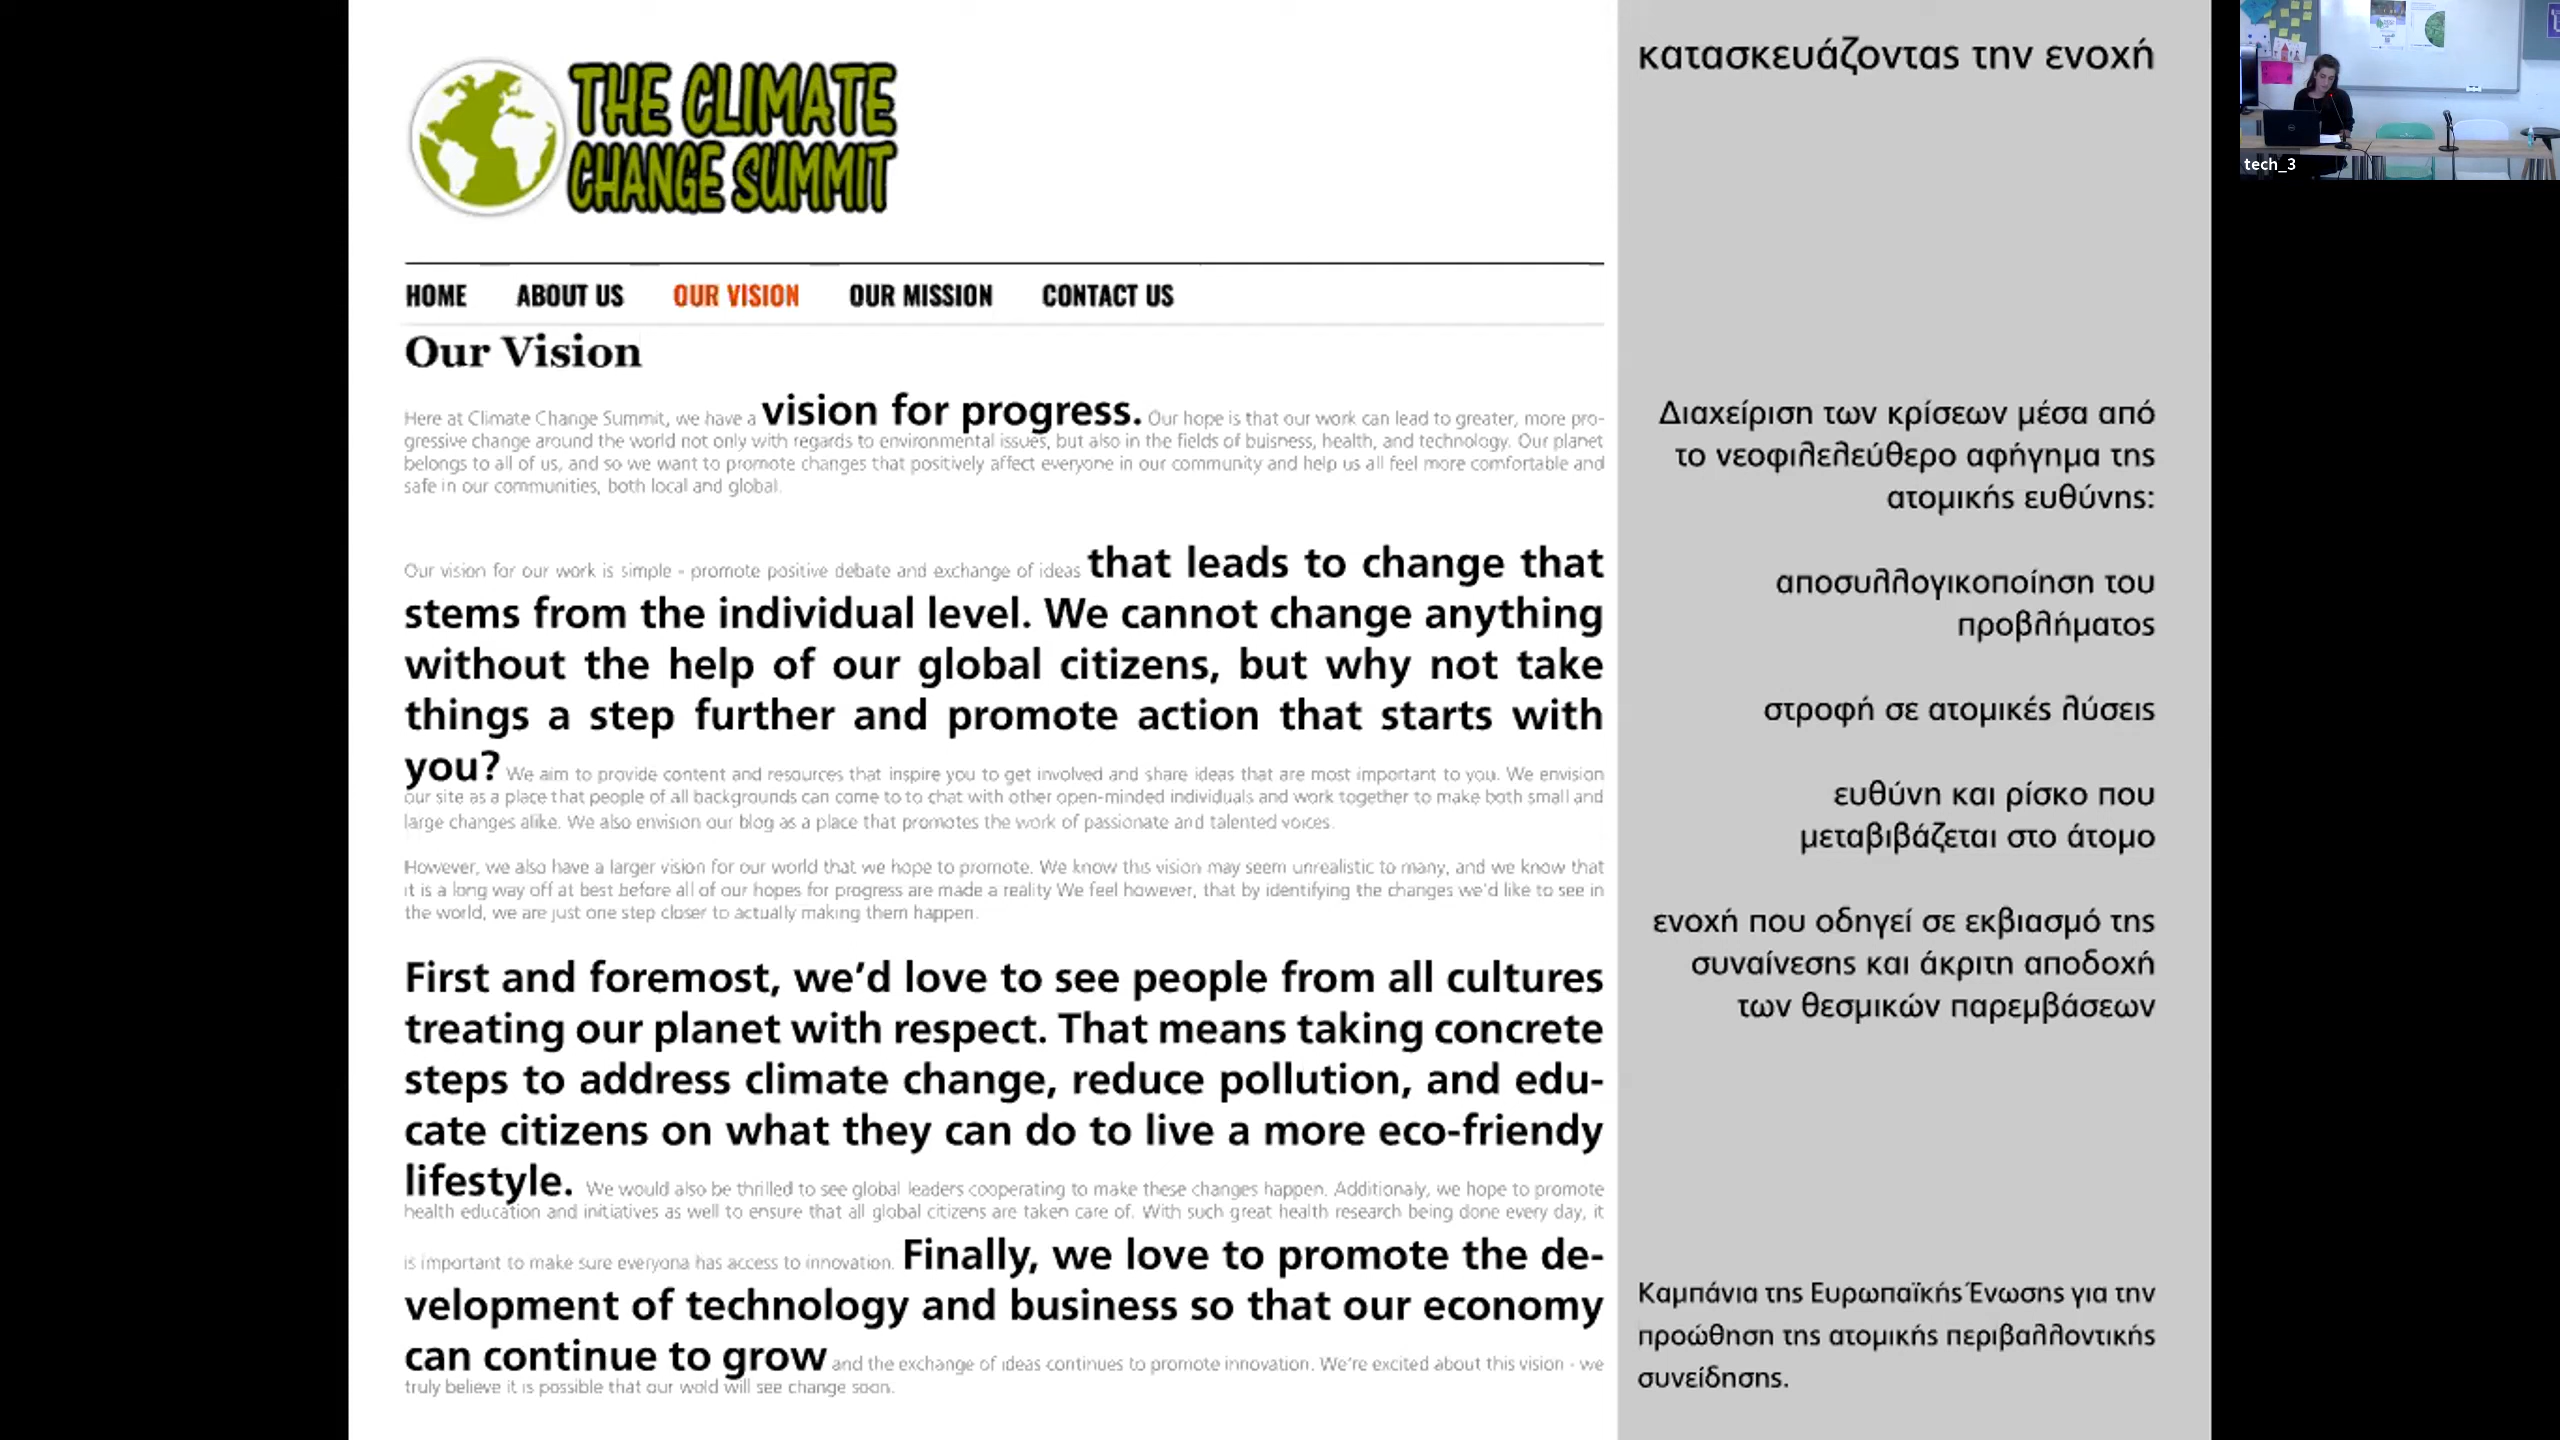 THE CLIMATE
CHANGE SUMMIT
HOME ABOUT US OUR VISION OUR MISSION CONTACT US
Our Vision
Here at Climate Change Summit, we have a vision for progress. Our hope is that our work can lead to greater, more pro-
gressive change around the world not only with regards to environmental issues, but also in the fields of buisness, health, and technology. Our planet
belongs to all of us, and so we want to promote changes that positively affect everyone in our community and help us all feel more comfortable and
safe in our communities, both local and global.
Our vision for our work is simple - promote positive debate and exchange of ideas that leads to change that
stems from the individual level. We cannot change anything
without the help of our global citizens, but why not take
things a step further and promote action that starts with
you? We aim to provide content and resources that inspire you to get involved and share ideas that are most important to you. We envision
our site as a place that people of all backgrounds can come to to chat with other open-minded individuals and work together to make both small and
large changes alike. We also envision our blog as a place that promotes the work of passionate and talented voices.
However, we also have a larger vision for our world that we hope to promote. We know this vision may seem unrealistic to many, and we know that
it is a long way off at best before all of our hopes for progress are made a reality We feel however, that by identifying the changes we'd like to see in
the world, we are just one step closer to actually making them happen.
First and foremost, we'd love to see people from all cultures
treating our planet with respect. That means taking concrete
steps to address climate change, reduce pollution, and edu-
cate citizens on what they can do to live a more eco-friendy
lifestyle. We would also be thrilled to see global leaders cooperating to make these changes happen. Additionaly, we hope to promote
health education and initiatives as well to ensure that all global citizens are taken care of. With such great health research being done every day, it
is important to make sure everyona has access to innovation. Finally, we love to promote the de-
velopment of technology and business so that our economy
can continue to grow and the exchange of ideas continues to promote innovation. We're excited about this vision - we
truly believe it is possible that our wold will see change soon.
κατασκευάζοντας την ενοχή
Διαχείριση των κρίσεων μέσα από
το νεοφιλελεύθερο αφήγημα της
ατομικής ευθύνης:
αποσυλλογικοποίηση του
προβλήματος
στροφή σε ατομικές λύσεις
ευθύνη και ρίσκο που
μεταβιβάζεται στο άτομο
ενοχή που οδηγεί σε εκβιασμό της
συναίνεσης και άκριτη αποδοχή
των θεσμικών παρεμβάσεων
Καμπάνια της Ευρωπαϊκής Ένωσης για την
προώθηση της ατομικής περιβαλλοντικής
συνείδησης.
tech_3